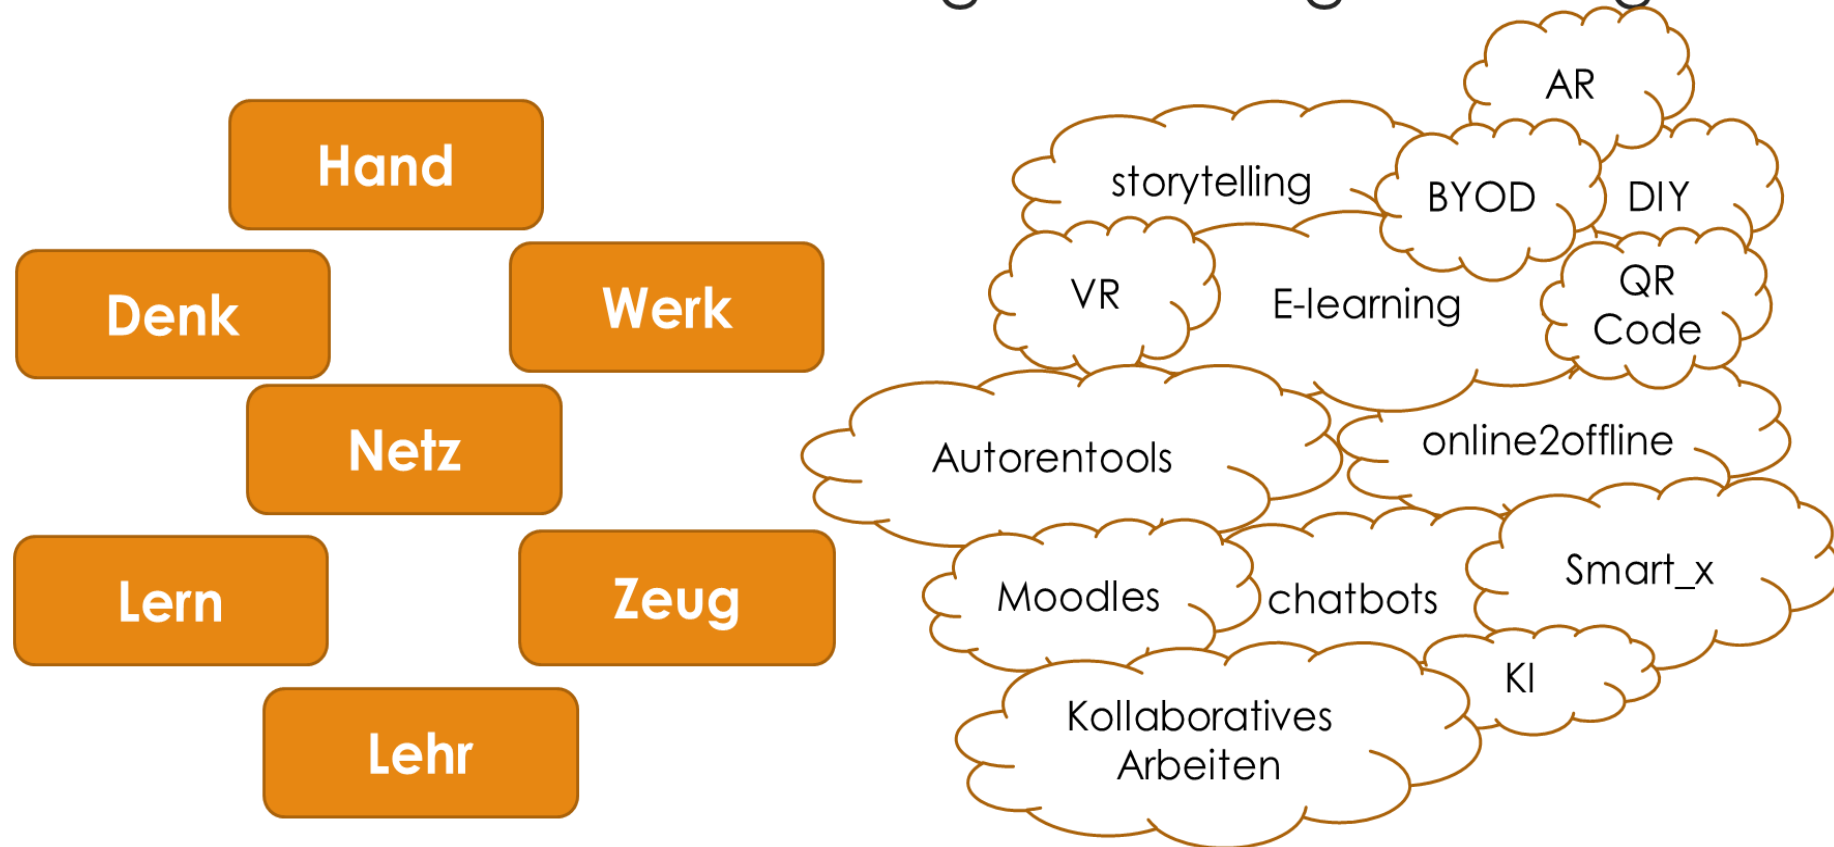 Hand
Denk
Werk
Netz
Lern
Zeug
Lehr
AR
storytelling
BYOD
DIY
VR
E-learning
QR
Code
Autorentools
online2offline
Moodles
chatbots
Smart_x
KI
Kollaboratives
Arbeiten